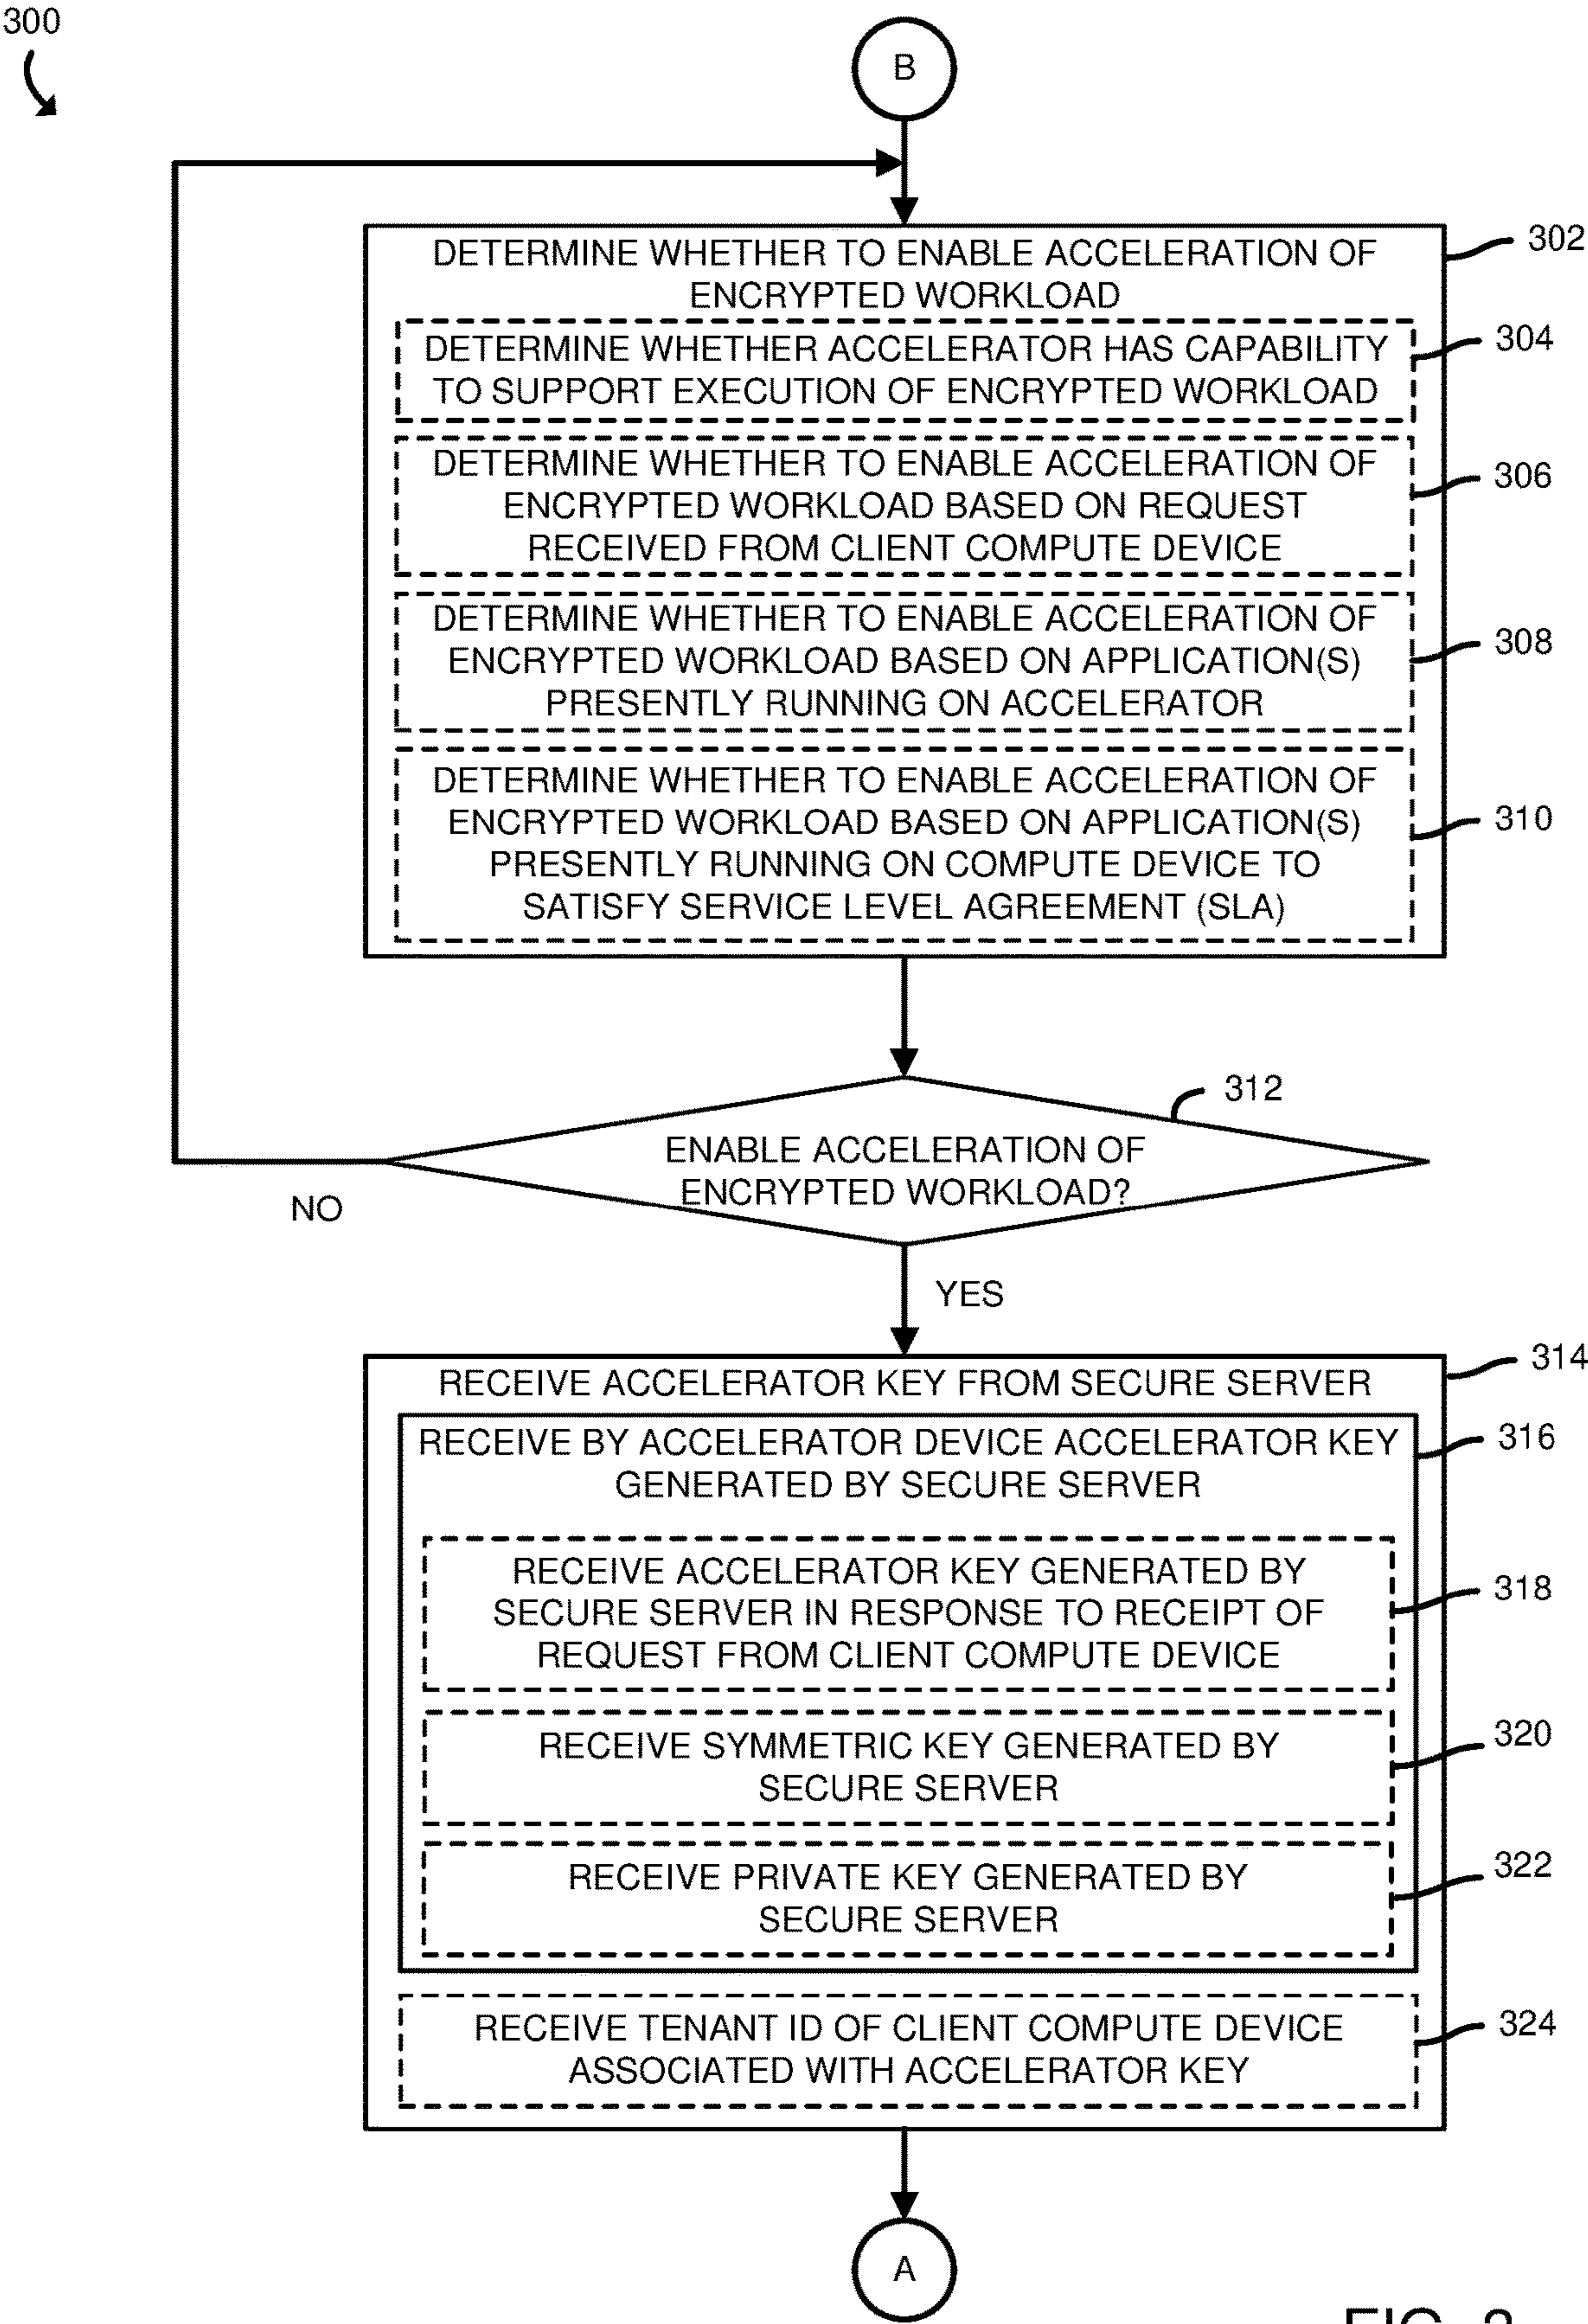 300
B
DETERMINE WHETHER TO ENABLE ACCELERATION OF
ENCRYPTED WORKLOAD
302
DETERMINE WHETHER ACCELERATOR HAS CAPABILITY
TO SUPPORT EXECUTION OF ENCRYPTED WORKLOAD
304
DETERMINE WHETHER TO ENABLE ACCELERATION OF
ENCRYPTED WORKLOAD BASED ON REQUEST
RECEIVED FROM CLIENT COMPUTE DEVICE
306
DETERMINE WHETHER TO ENABLE ACCELERATION OF
ENCRYPTED WORKLOAD BASED ON APPLICATION(S)
PRESENTLY RUNNING ON ACCELERATOR
308
DETERMINE WHETHER TO ENABLE ACCELERATION OF
ENCRYPTED WORKLOAD BASED ON APPLICATION(S)
PRESENTLY RUNNING ON COMPUTE DEVICE TO
SATISFY SERVICE LEVEL AGREEMENT (SLA)
310
312
ENABLE ACCELERATION OF
ENCRYPTED WORKLOAD?
NO
YES
RECEIVE ACCELERATOR KEY FROM SECURE SERVER
314
RECEIVE BY ACCELERATOR DEVICE ACCELERATOR KEY
GENERATED BY SECURE SERVER
316
RECEIVE ACCELERATOR KEY GENERATED BY
SECURE SERVER IN RESPONSE TO RECEIPT OF
REQUEST FROM CLIENT COMPUTE DEVICE
318
RECEIVE SYMMETRIC KEY GENERATED BY
SECURE SERVER
320
RECEIVE PRIVATE KEY GENERATED BY
SECURE SERVER
322
RECEIVE TENANT ID OF CLIENT COMPUTE DEVICE
ASSOCIATED WITH ACCELERATOR KEY
324
A
FIG.